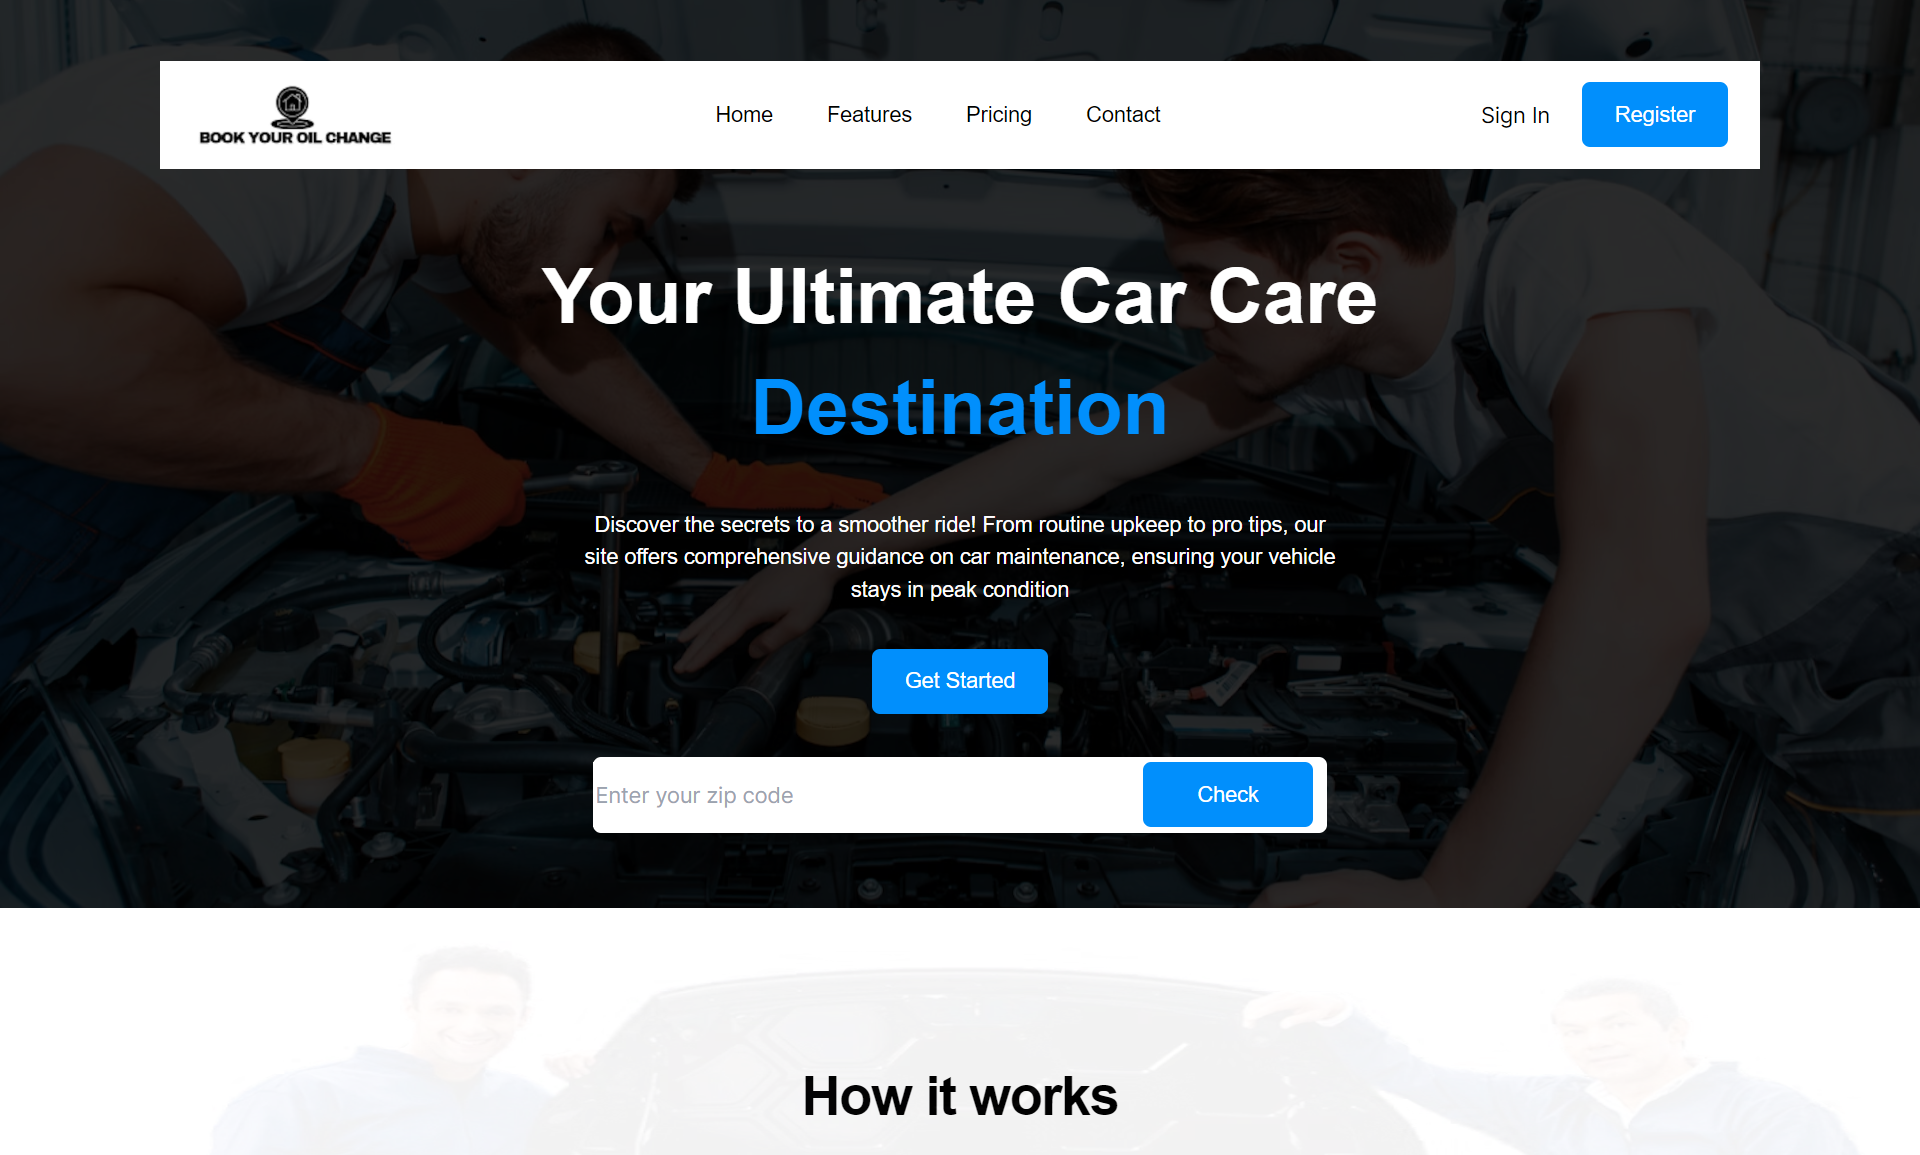 BOOK YOUR OIL CHANGE
Home
Features
Pricing
Contact
Sign In
Register
Your Ultimate Car Care
Destination
Discover the secrets to a smoother ride! From routine upkeep to pro tips, our
site offers comprehensive guidance on car maintenance, ensuring your vehicle
stays in peak condition
Get Started
Enter your zip code
Check
How it works